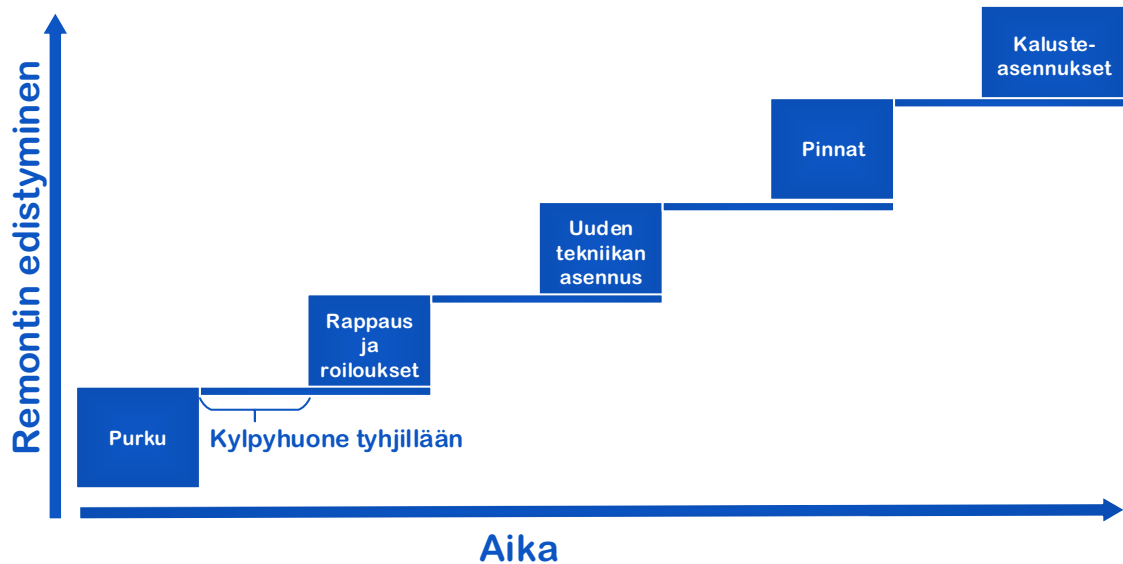 Remontin edistyminen
Kaluste-
asennukset
Pinnat
Uuden
tekniikan
asennus
Rappaus
ja
roiloukset
Purku
Kylpyhuone tyhjillään
Aika